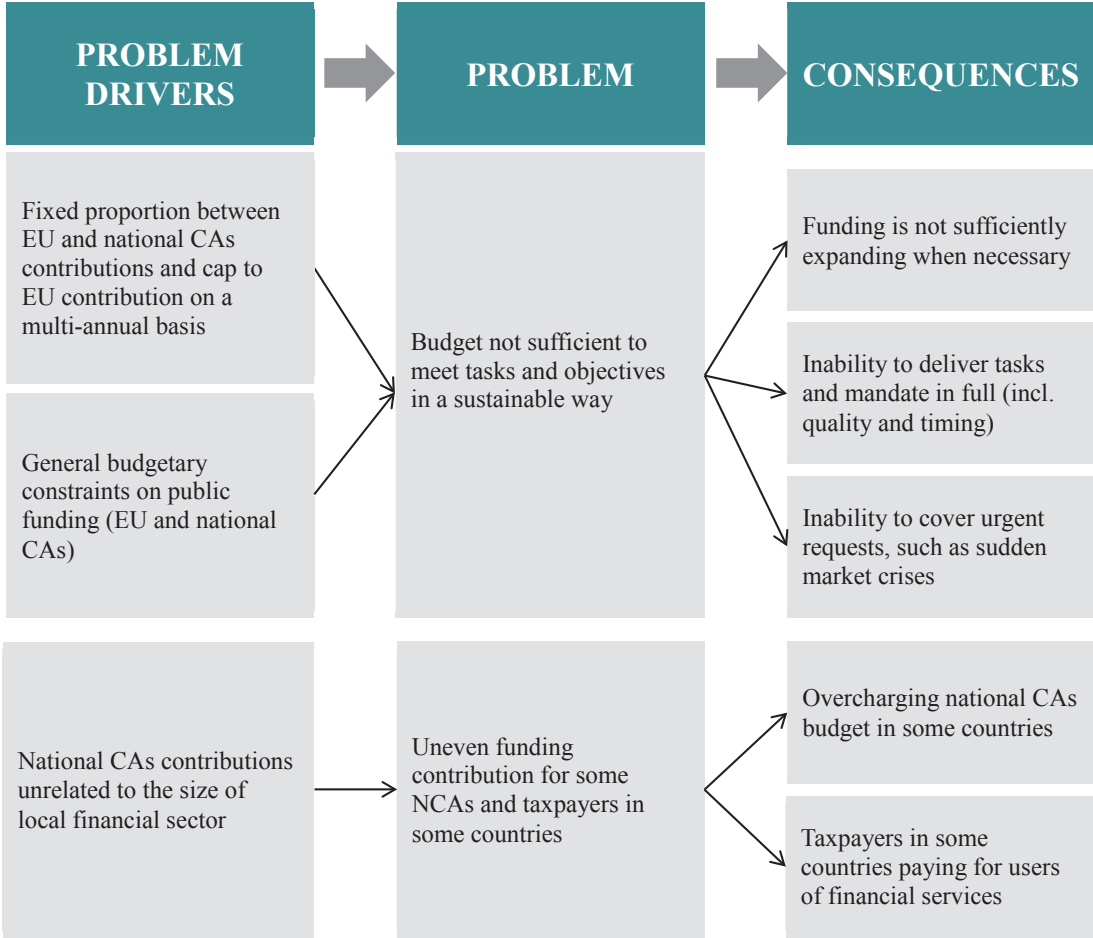 PROBLEM
DRIVERS
PROBLEM
CONSEQUENCES
Fixed proportion between
EU and national CAs
contributions and cap to
EU contribution on a
multi-annual basis
General budgetary
constraints on public
funding (EU and national
CAs)
Budget not sufficient to
meet tasks and objectives
in a sustainable way
Funding is not sufficiently
expanding when necessary
Inability to deliver tasks
and mandate in full (incl.
quality and timing)
Inability to cover urgent
requests, such as sudden
market crises
National CAs contributions
unrelated to the size of
local financial sector
Uneven funding
contribution for some
NCAs and taxpayers in
some countries
Overcharging national CAs
budget in some countries
Taxpayers in some
countries paying for users
of financial services